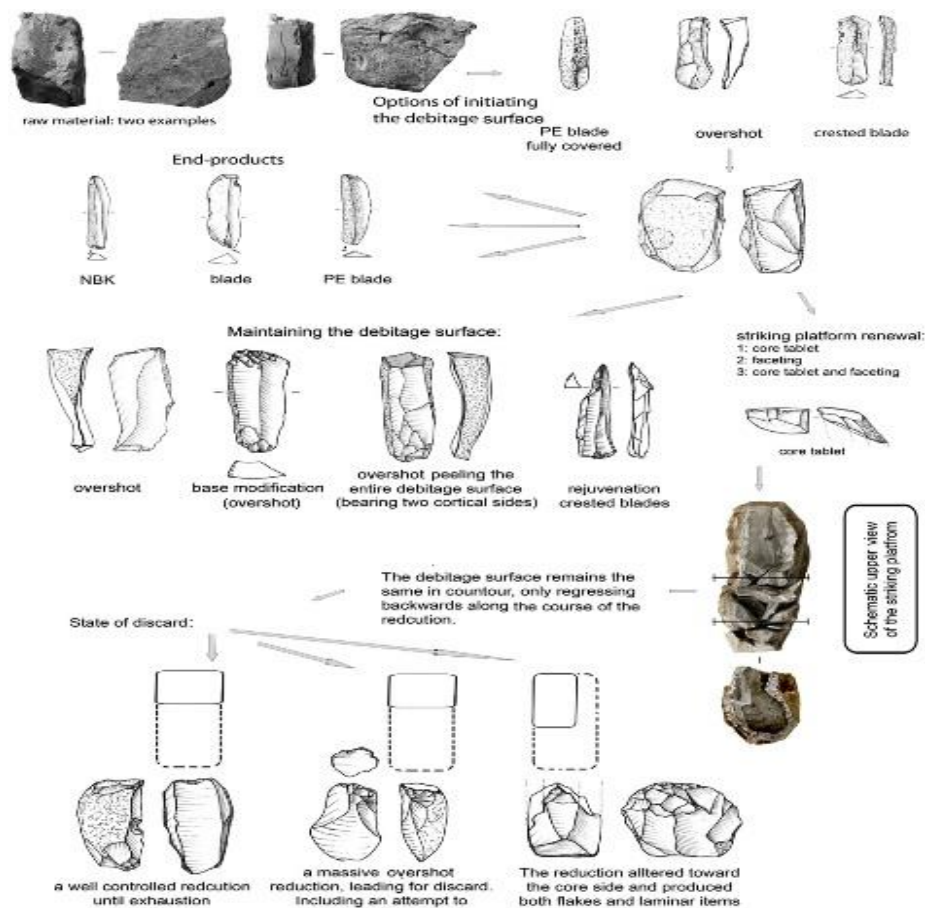 raw material: two examples
Options of initiating
the debitage surface
PE blade
fully covered
overshot
crested blade
End-products
NBK
blade
PE blade
Maintaining the debitage surface:
striking platform renewal:
1: core tablet
2: faceting
3: core tablet and faceting
core tablet
overshot
base modification
(overshot)
overshot peeling the
entire debitage surface
(bearing two cortical sides)
rejuvenation
crested blades
Schematic upper view
of the striking platfrom
The debitage surface remains the
same in countour, only regressing
backwards along the course of the
redcution.
State of discard:
a well controlled redcution
until exhaustion
a massive overshot
reduction, leading for discard.
Including an attempt to
The reduction alltered toward
the core side and produced
both flakes and laminar items